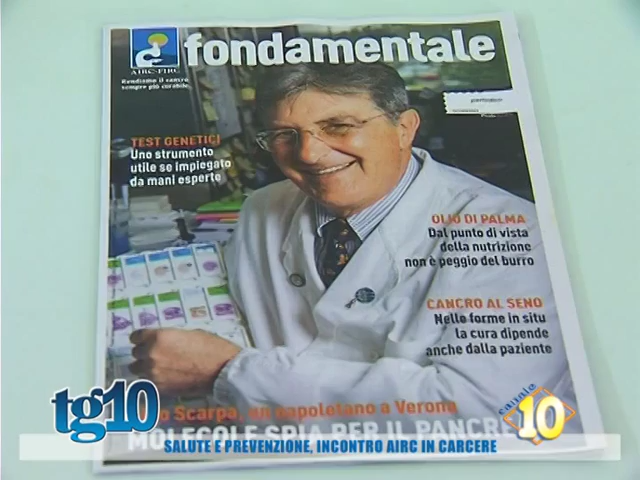 AIRC-FIRC
Rendiamo il cancro
sempre più curabile
fondamentale
TEST GENETICI
Uno strumento
utile se impiegato
da mani esperte
OLIO DI PALMA
Dal punto di vista
della nutrizione
non è peggio del burro
CANCRO AL SENO
Nelle forme in situ
la cura dipende
anche dalla paziente
Scarpa, un napoletano a Verona
MOLECOLE SPIA PER IL
tg10
canale
10
SALUTE E PREVENZIONE, INCONTRO AIRC IN CARCERE